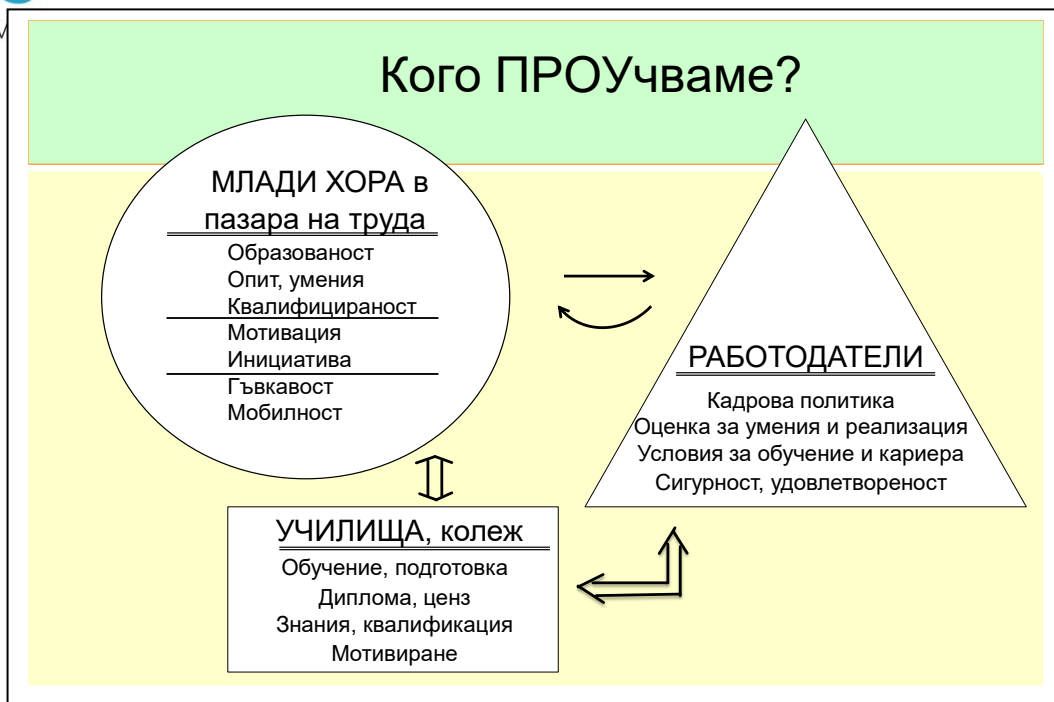 Кого ПРОУчваме?
МЛАДИ ХОРА в
пазара на труда
Образованост
Опит, умения
Квалифицираност
Мотивация
Инициатива
Гъвкавост
Мобилност
РАБОТОДАТЕЛИ
Кадрова политика
Оценка за умения и реализация
Условия за обучение и кариера
Сигурност, удовлетвореност
УЧИЛИЩА, колеж
Обучение, подготовка
Диплома, ценз
Знания, квалификация
Мотивиране